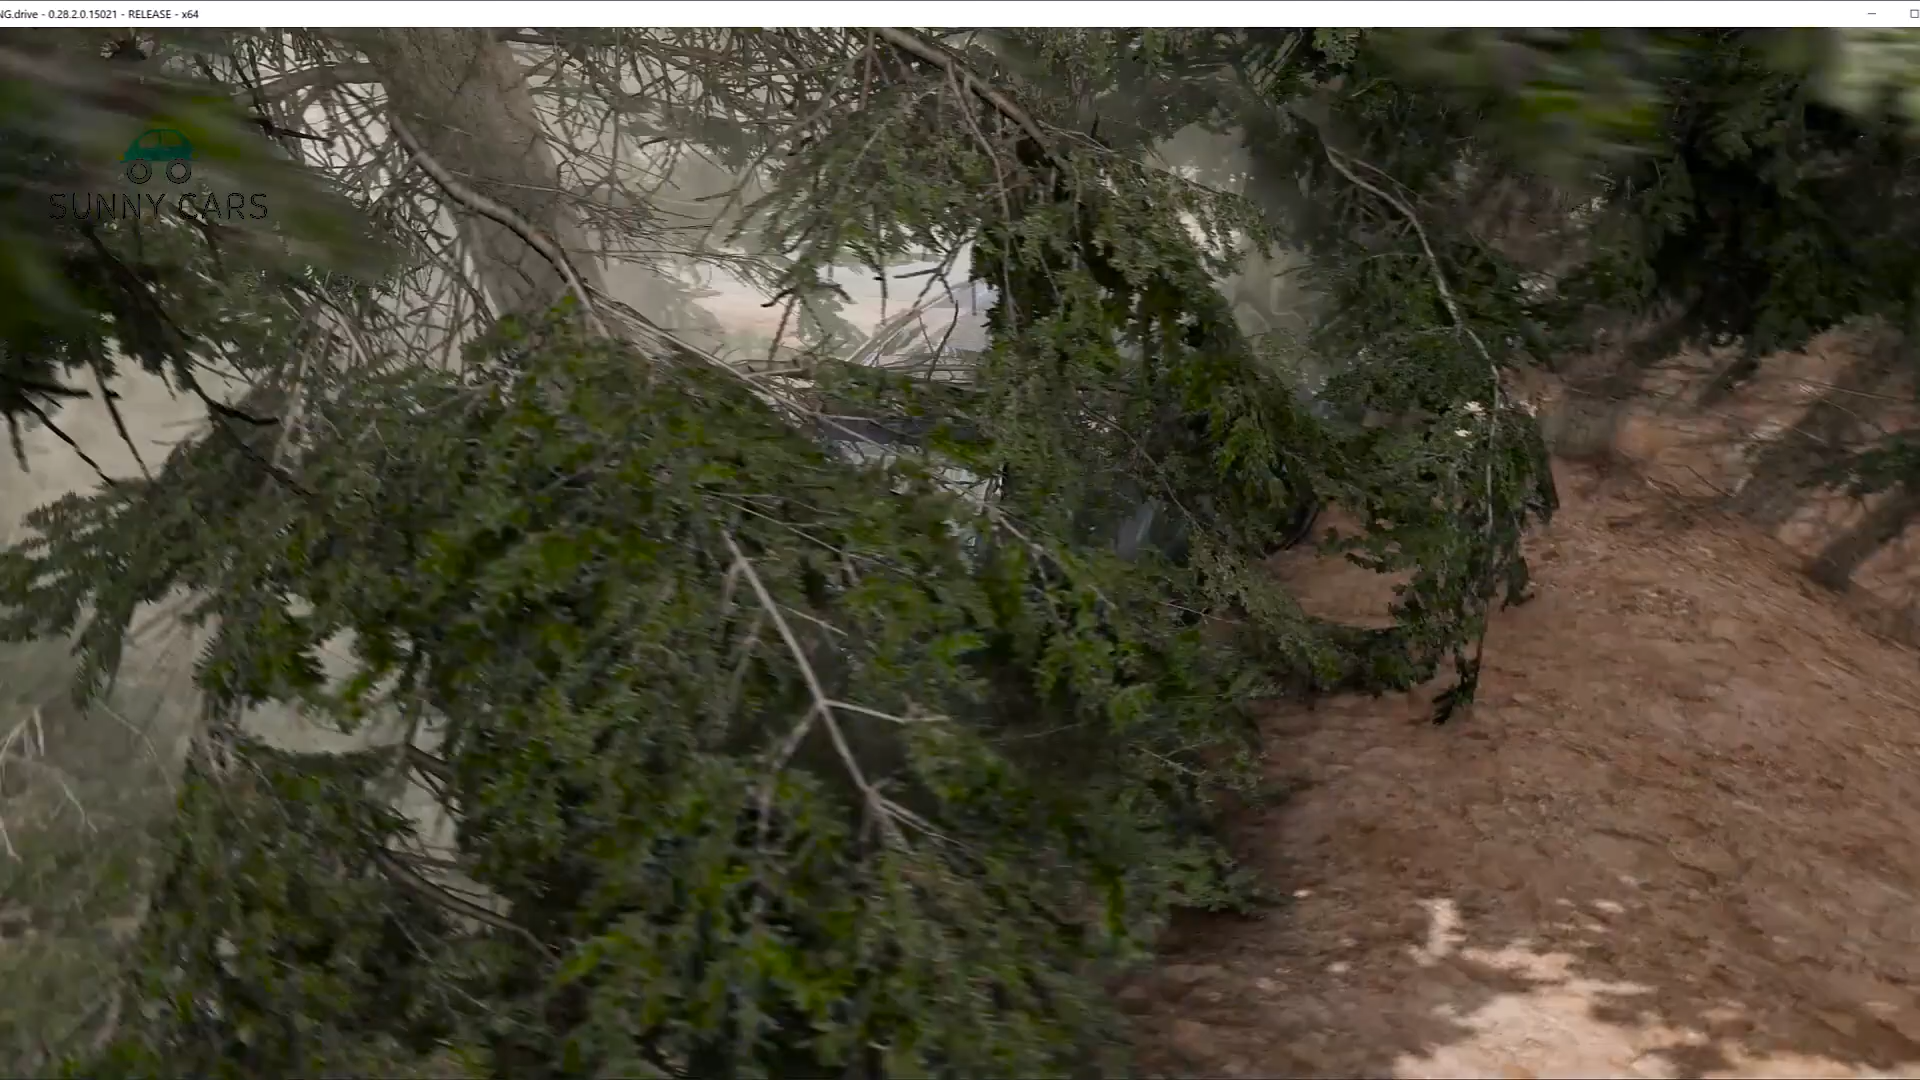 NG.drive - 0.28.2.0.15021 - RELEASE - x64
SUNNY CARS